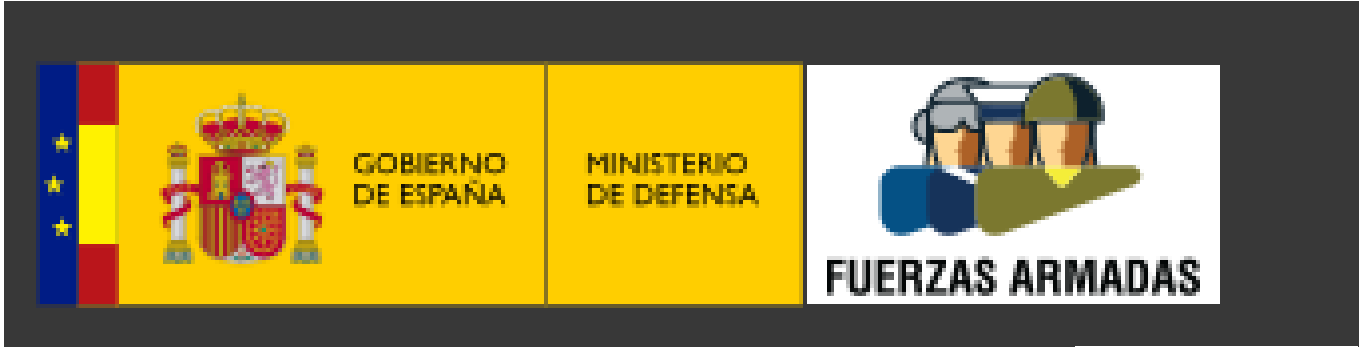 GOBIERNO
DE ESPAÑA
MINISTERIO
DE DEFENSA
FUERZAS ARMADAS